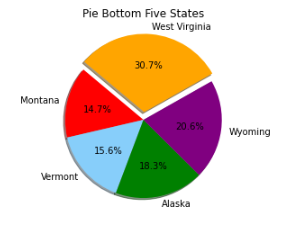 Pie Bottom Five States
West Virginia
30.7%
Montana
14.7%
20.6%
Wyoming
15.6%
Vermont
18.3%
Alaska